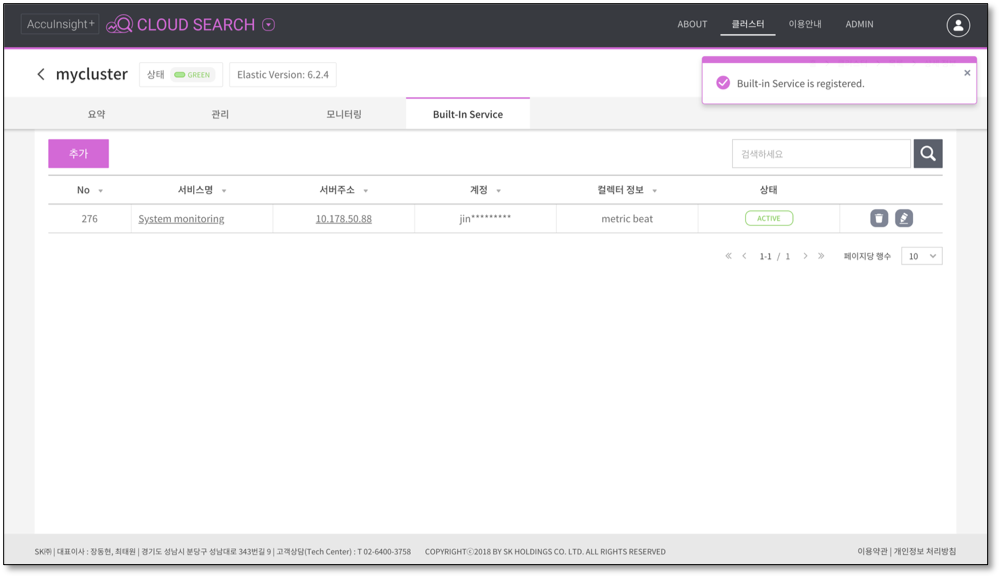 AccuInsight+ CLOUD SEARCH ABOUT 클러스터 이용안내 ADMIN
mycluster 상태 GREEN Elastic Version: 6.2.4
Built-in Service is registered.
요약 관리 모니터링 Built-In Service
추가 검색하세요
No 서비스명 서버주소 계정 컬렉터 정보 상태
276 System monitoring 10.178.50.88 jin********* metric beat ACTIVE
1-1 / 1 페이지당 행수 10
SK㈜ | 대표이사 : 장동현, 최태원 | 경기도 성남시 분당구 성남대로 343번길 9 | 고객상담(Tech Center) : T 02-6400-3758 COPYRIGHTⓒ2018 BY SK HOLDINGS CO. LTD. ALL RIGHTS RESERVED 이용약관 | 개인정보 처리방침